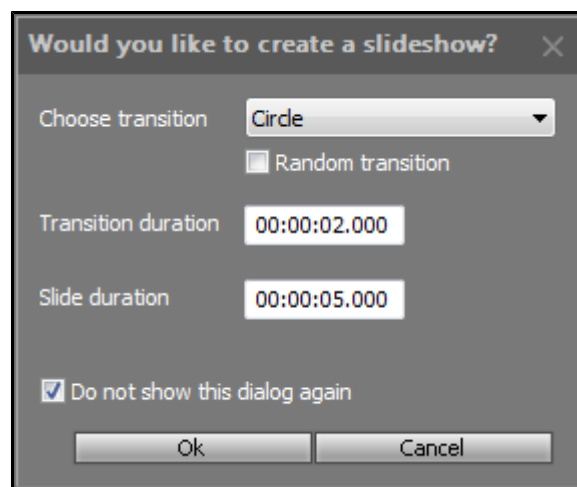 Would you like to create a slideshow?
Choose transition Circle
Random transition
Transition duration 00:00:02.000
Slide duration 00:00:05.000
Do not show this dialog again
Ok Cancel